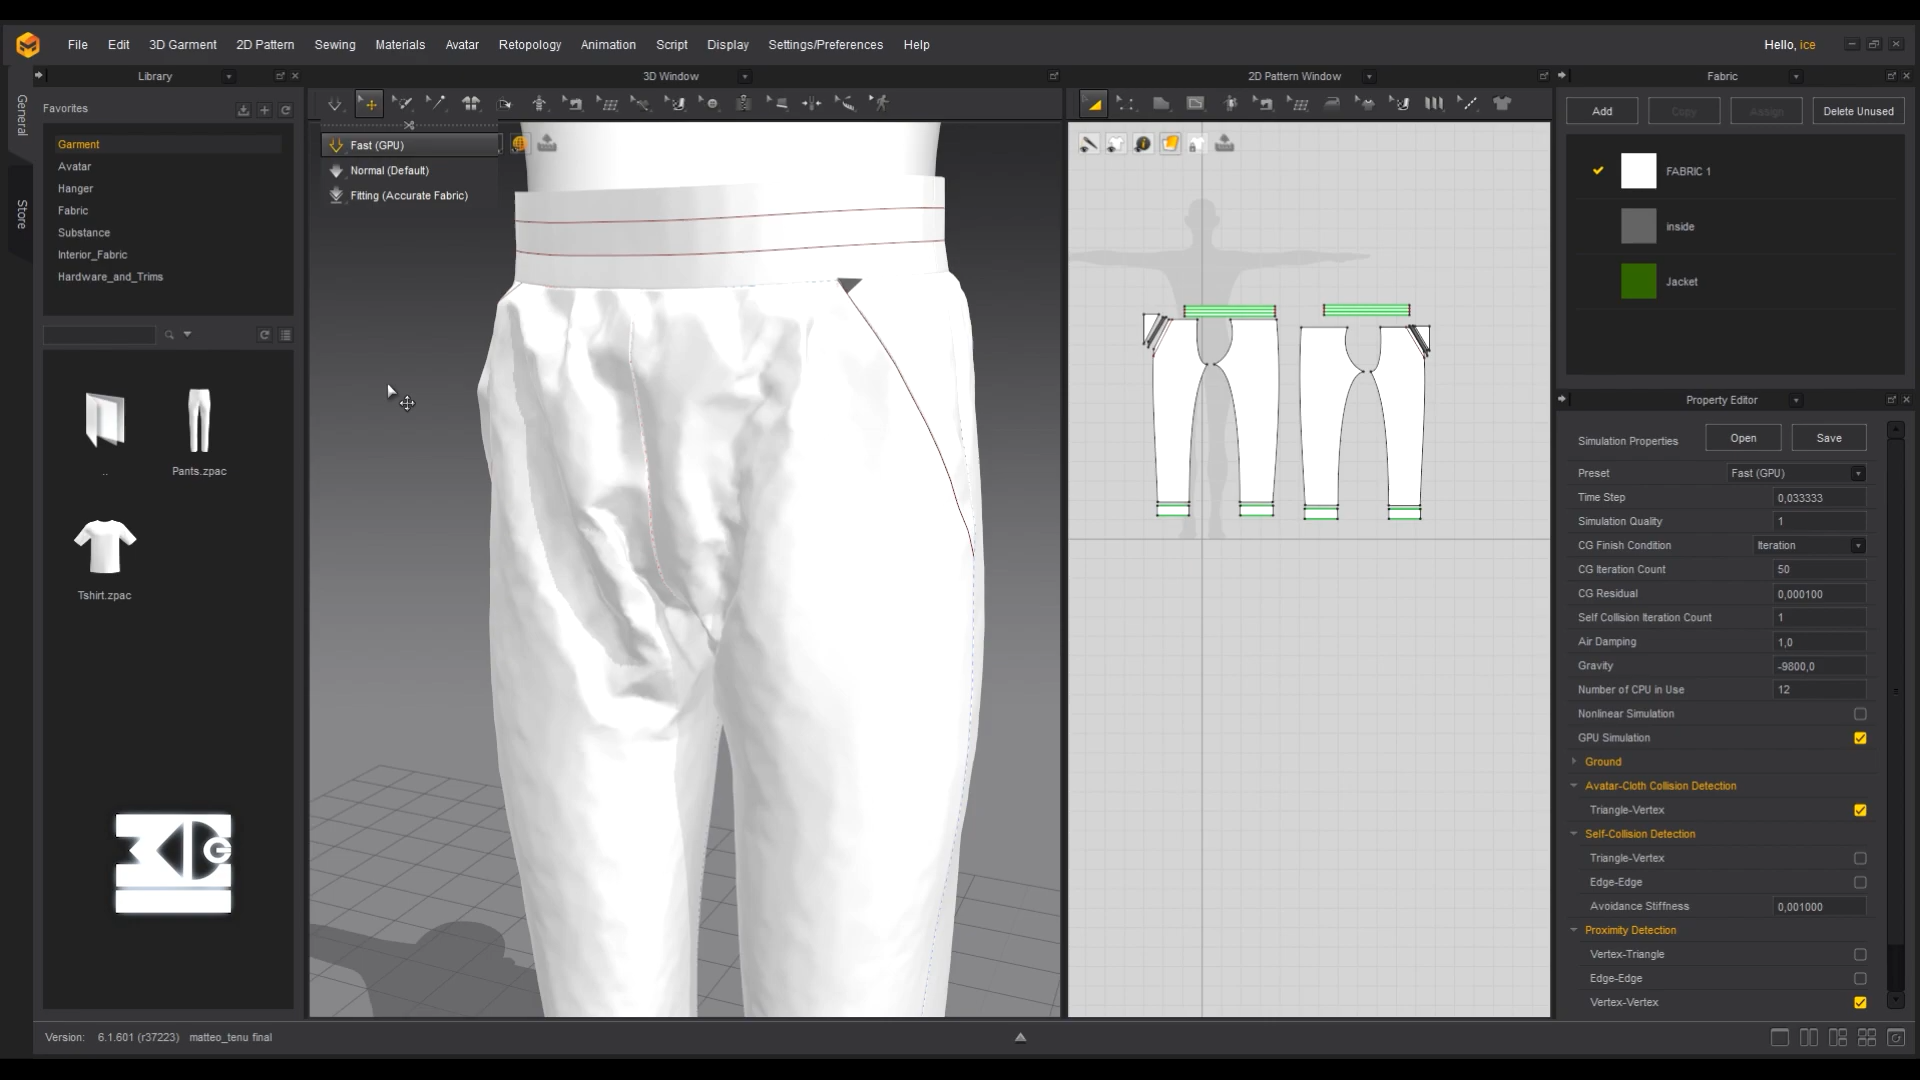 File Edit 3D Garment 2D Pattern Sewing Materials Avatar Retopology Animation Script Display Settings/Preferences Help
Hello, ice
General
Store
Library
Favorites
Garment
Avatar
Hanger
Fabric
Substance
Interior_Fabric
Hardware_and_Trims
..
Pants.zpac
Tshirt.zpac
3D Window
Fast (GPU)
Normal (Default)
Fitting (Accurate Fabric)
2D Pattern Window
Fabric
Add Copy Assign Delete Unused
FABRIC 1
inside
Jacket
Property Editor
Simulation Properties Open Save
Preset Fast (GPU)
Time Step 0,033333
Simulation Quality 1
CG Finish Condition Iteration
CG Iteration Count 50
CG Residual 0,000100
Self Collision Iteration Count 1
Air Damping 1,0
Gravity -9800,0
Number of CPU in Use 12
Nonlinear Simulation
GPU Simulation
Ground
Avatar-Cloth Collision Detection
Triangle-Vertex
Self-Collision Detection
Triangle-Vertex
Edge-Edge
Avoidance Stiffness 0,001000
Proximity Detection
Vertex-Triangle
Edge-Edge
Vertex-Vertex
Version: 6.1.601 (r37223) matteo_tenu final